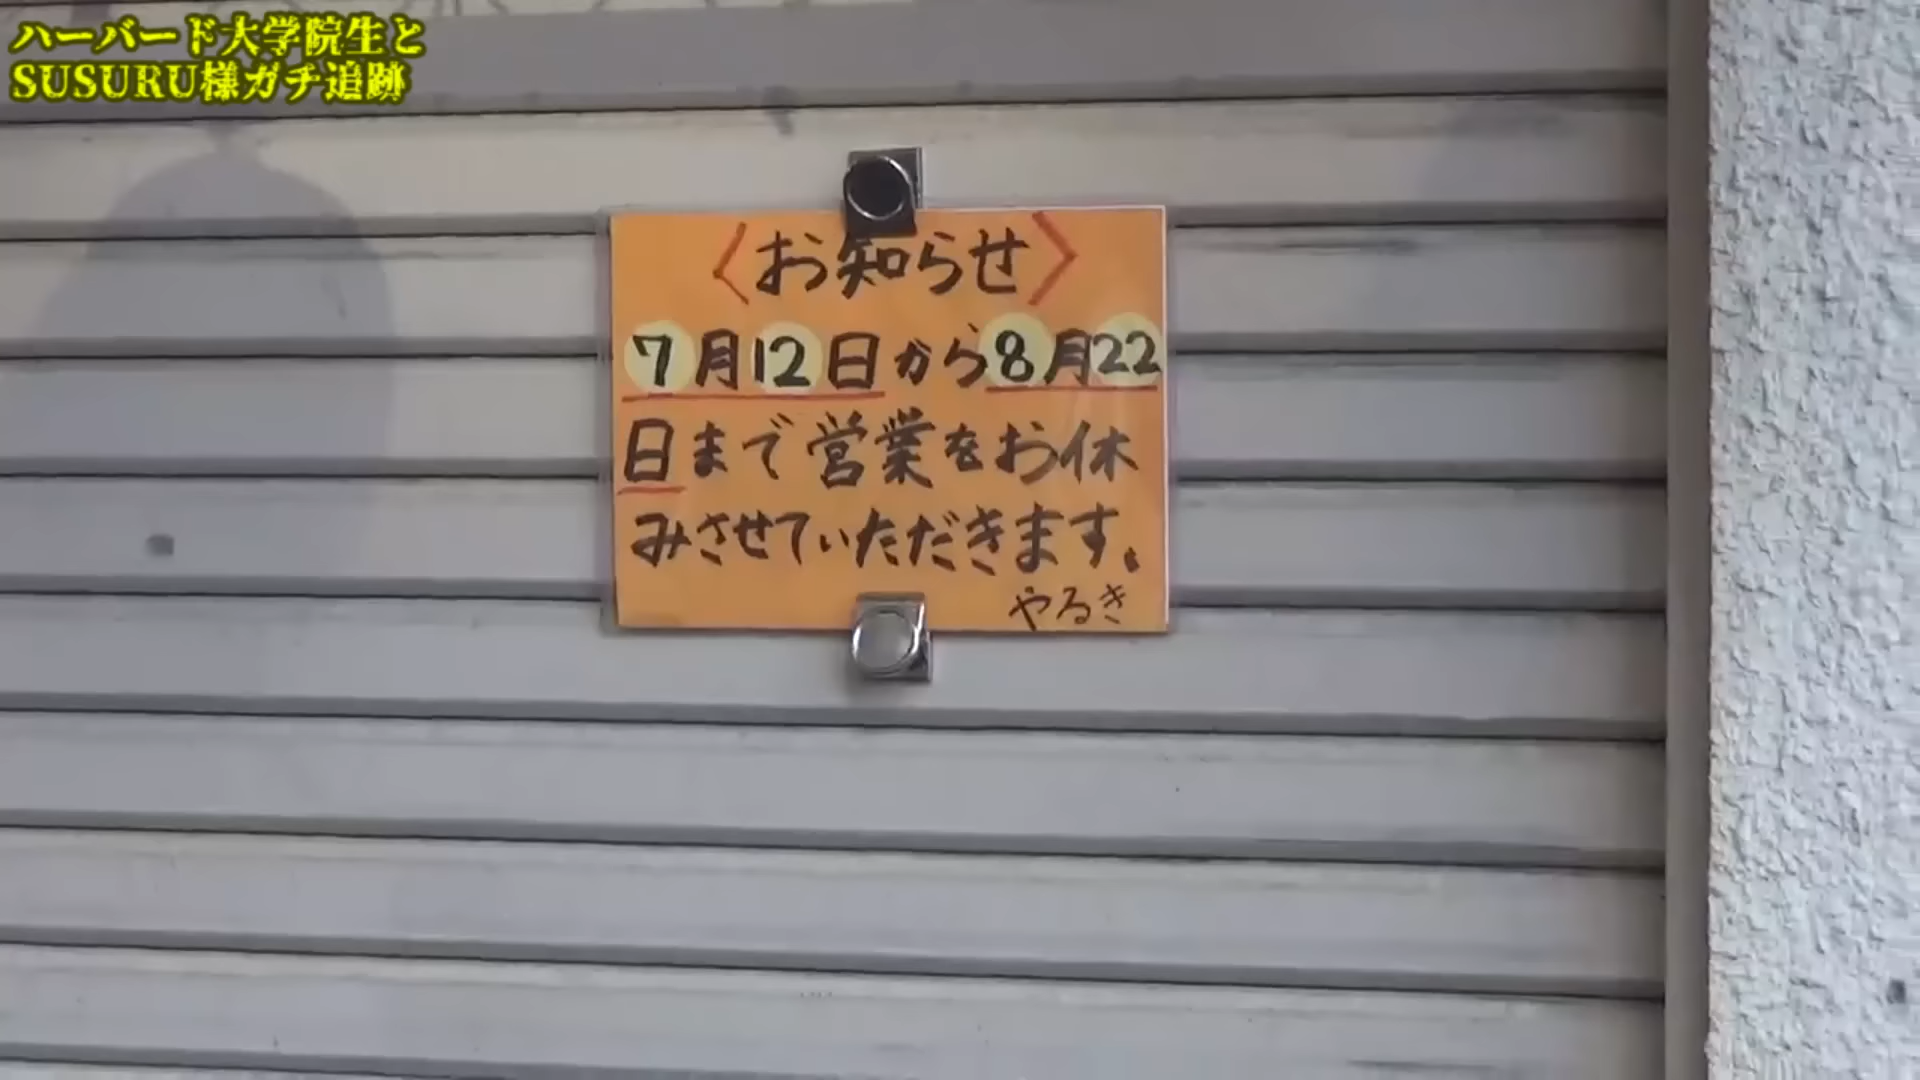 ハーバード大学院生と
SUSURU様ガチ追跡
〈お知らせ〉
7月12日から8月22
日まで営業をお休
みさせていただきます。
やるき